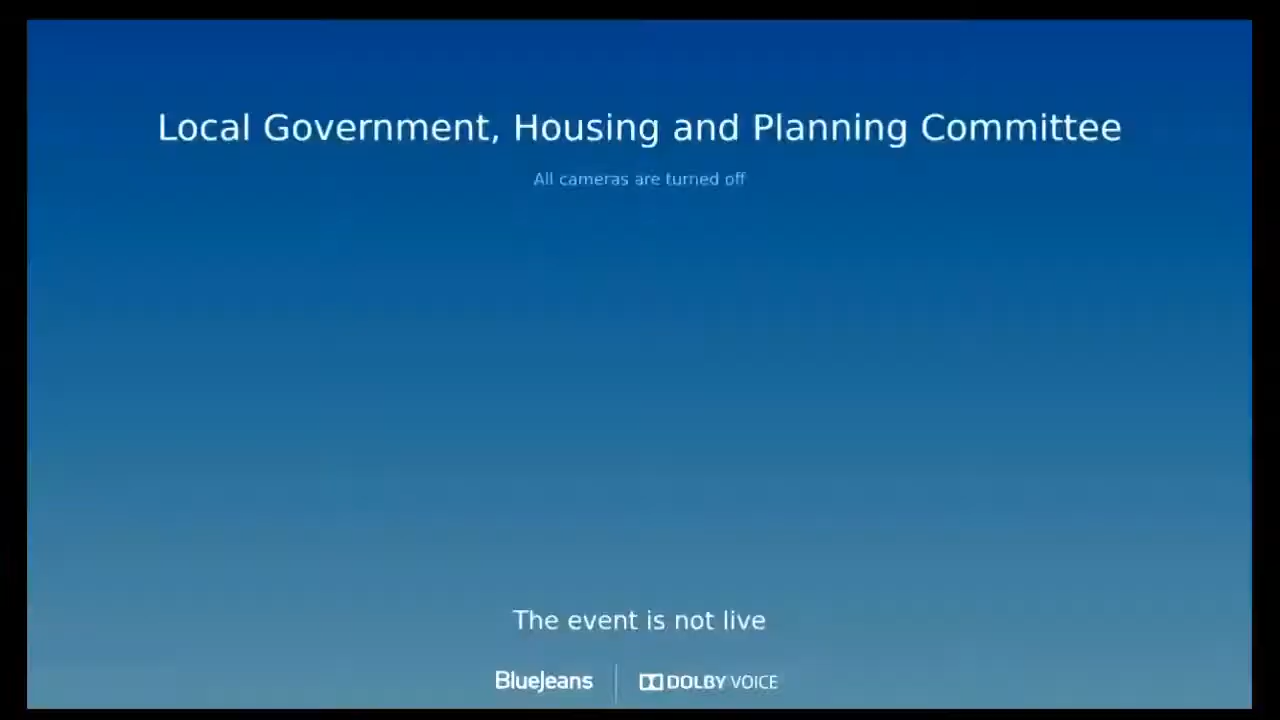 Local Government, Housing and Planning Committee
All cameras are turned off
The event is not live
BlueJeans
DOLBY VOICE